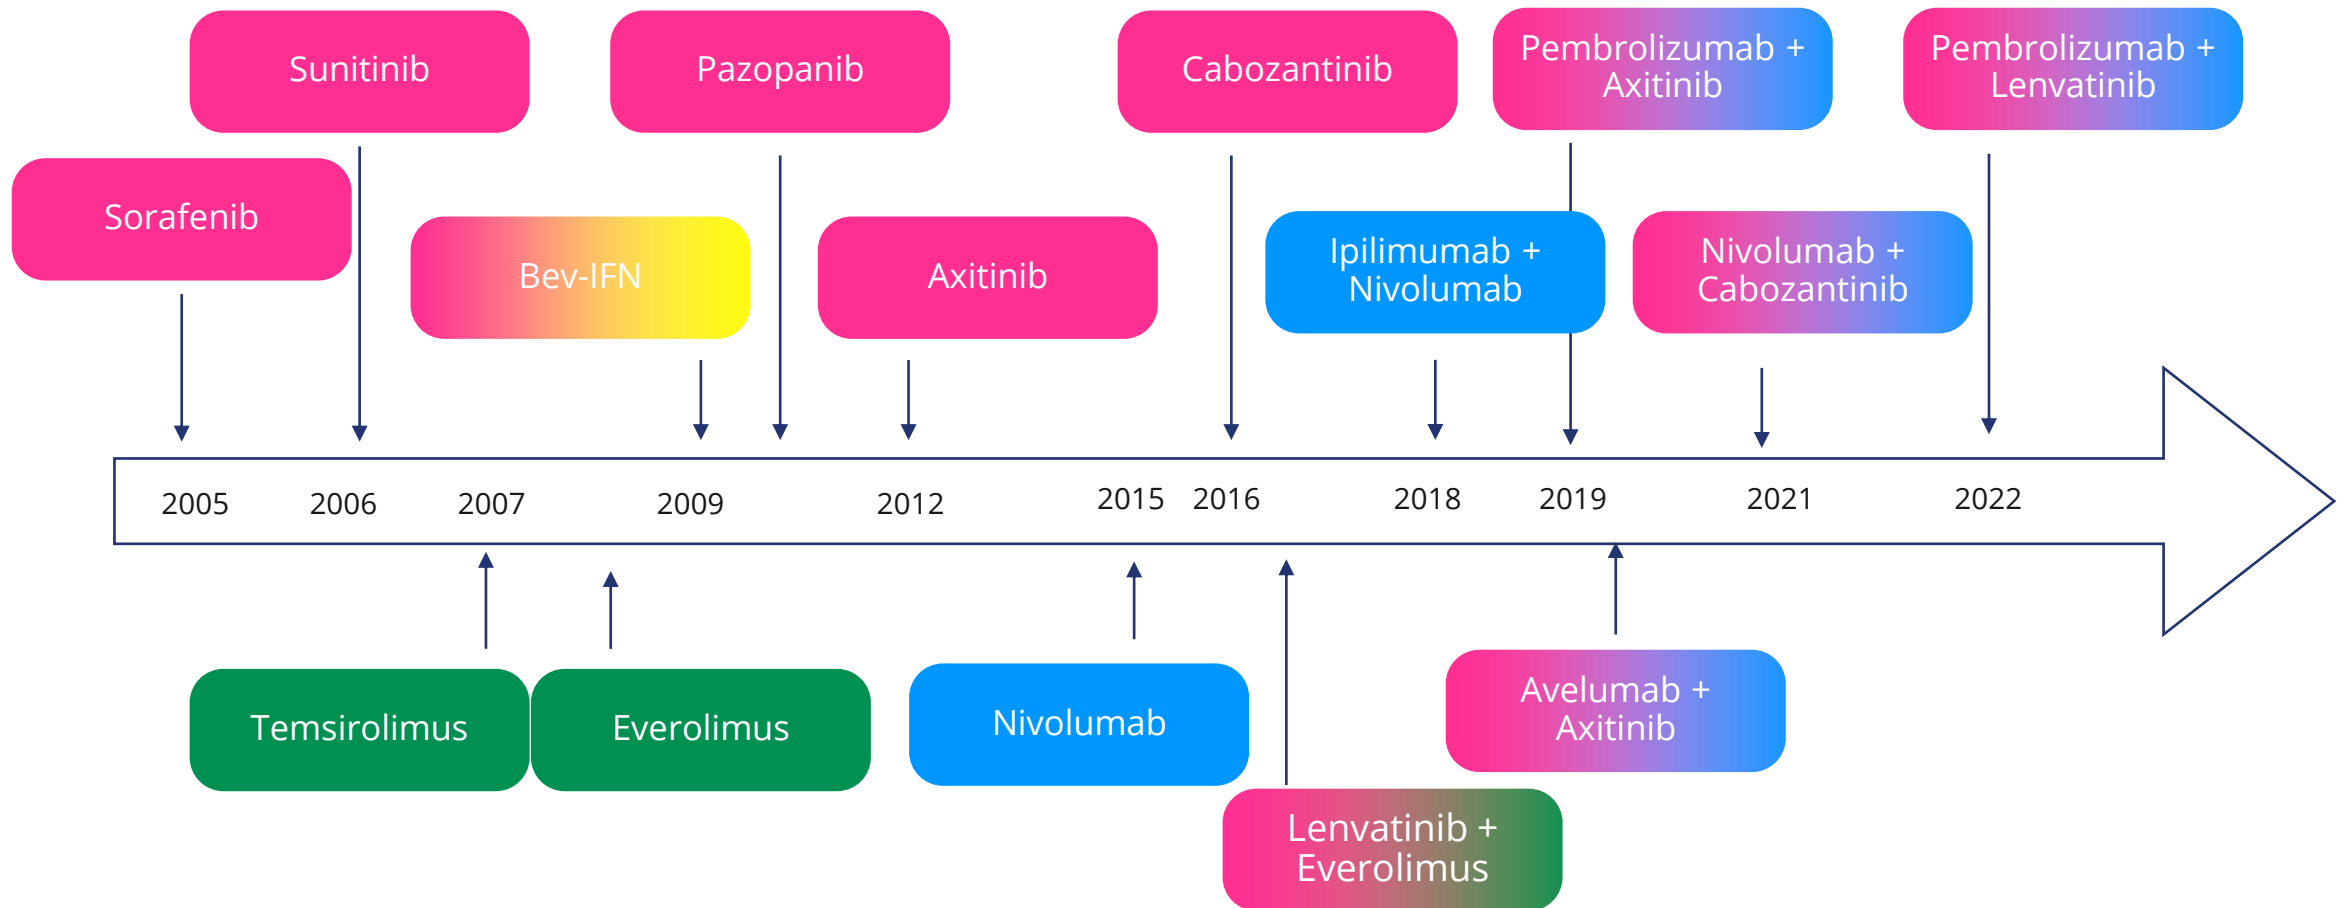 Sunitinib
Pazopanib
Cabozantinib
Pembrolizumab +
Axitinib
Pembrolizumab +
Lenvatinib
Sorafenib
Bev-IFN
Axitinib
Ipilimumab +
Nivolumab
Nivolumab +
Cabozantinib
2005
2006
2007
2009
2012
2015
2016
2018
2019
2021
2022
Temsirolimus
Everolimus
Nivolumab
Avelumab +
Axitinib
Lenvatinib +
Everolimus